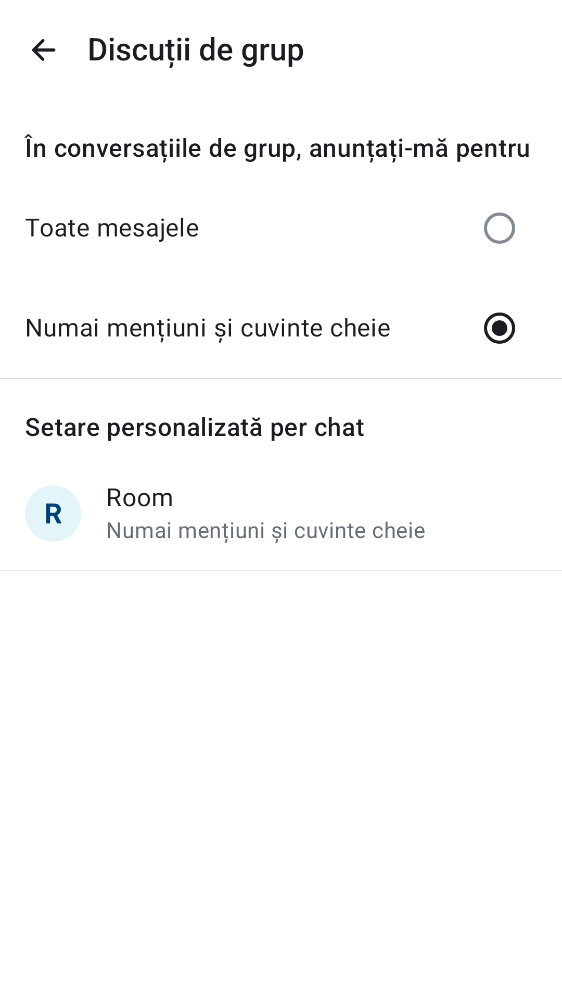 Discuții de grup
În conversațiile de grup, anunțați-mă pentru
Toate mesajele
Numai mențiuni și cuvinte cheie
Setare personalizată per chat
R
Room
Numai mențiuni și cuvinte cheie